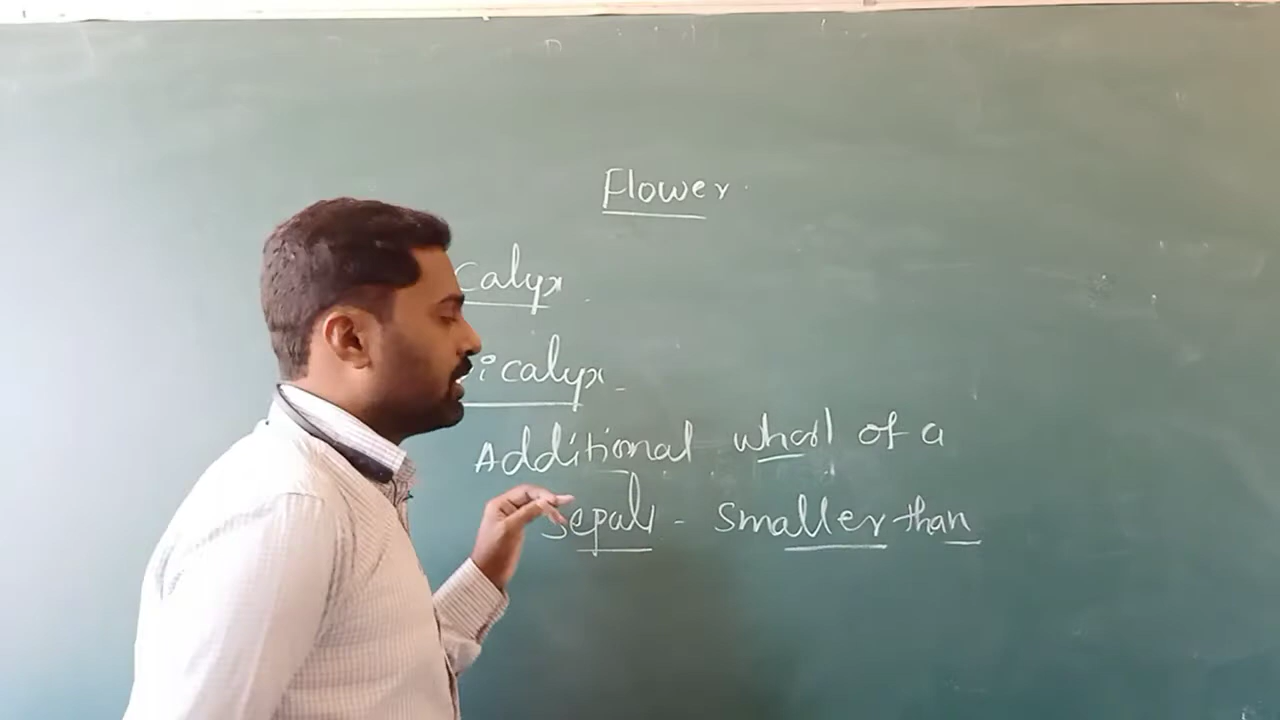 Flower.
Calyx.
icalyx-
Additional whorl of a
Sepals - Smaller than